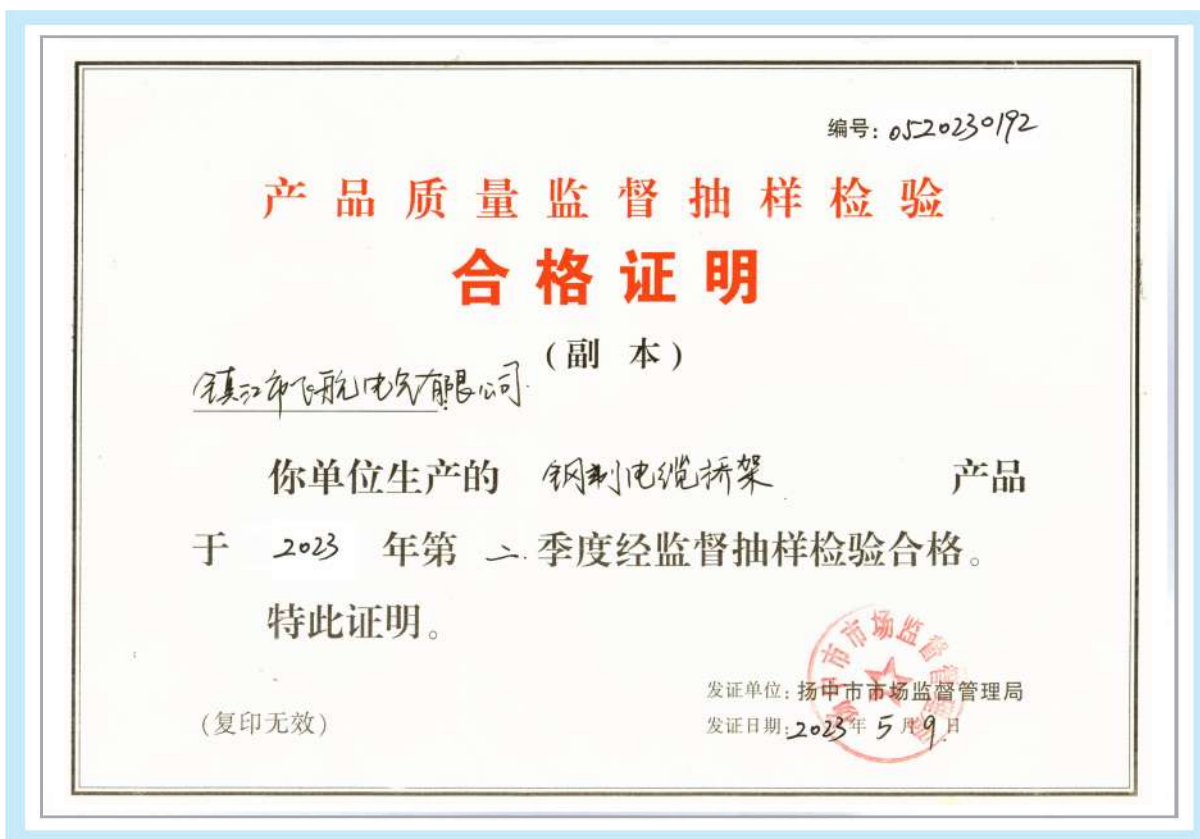 编号：0520230192
产品质量监督抽样检验
合格证明
（副 本）
镇江市飞航电气有限公司
你单位生产的 钢制电缆桥架 产品
于 2023 年第 二 季度经监督抽样检验合格。
特此证明。
扬中市市场监督管理局
发证单位：扬中市市场监督管理局
（复印无效）
发证日期：2023年 5 月 9 日